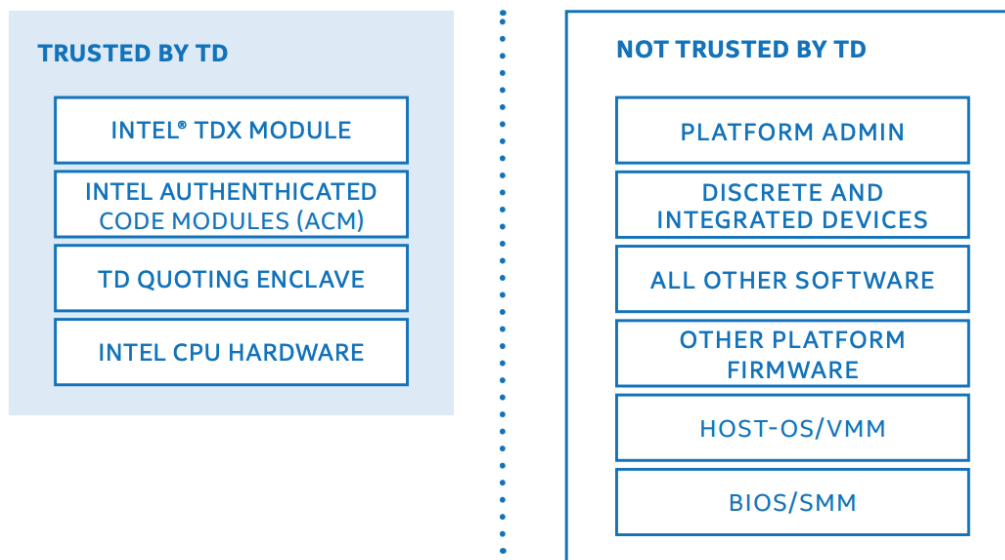 TRUSTED BY TD
INTEL® TDX MODULE
INTEL AUTHENTHICATED
CODE MODULES (ACM)
TD QUOTING ENCLAVE
INTEL CPU HARDWARE
NOT TRUSTED BY TD
PLATFORM ADMIN
DISCRETE AND
INTEGRATED DEVICES
ALL OTHER SOFTWARE
OTHER PLATFORM
FIRMWARE
HOST-OS/VMM
BIOS/SMM